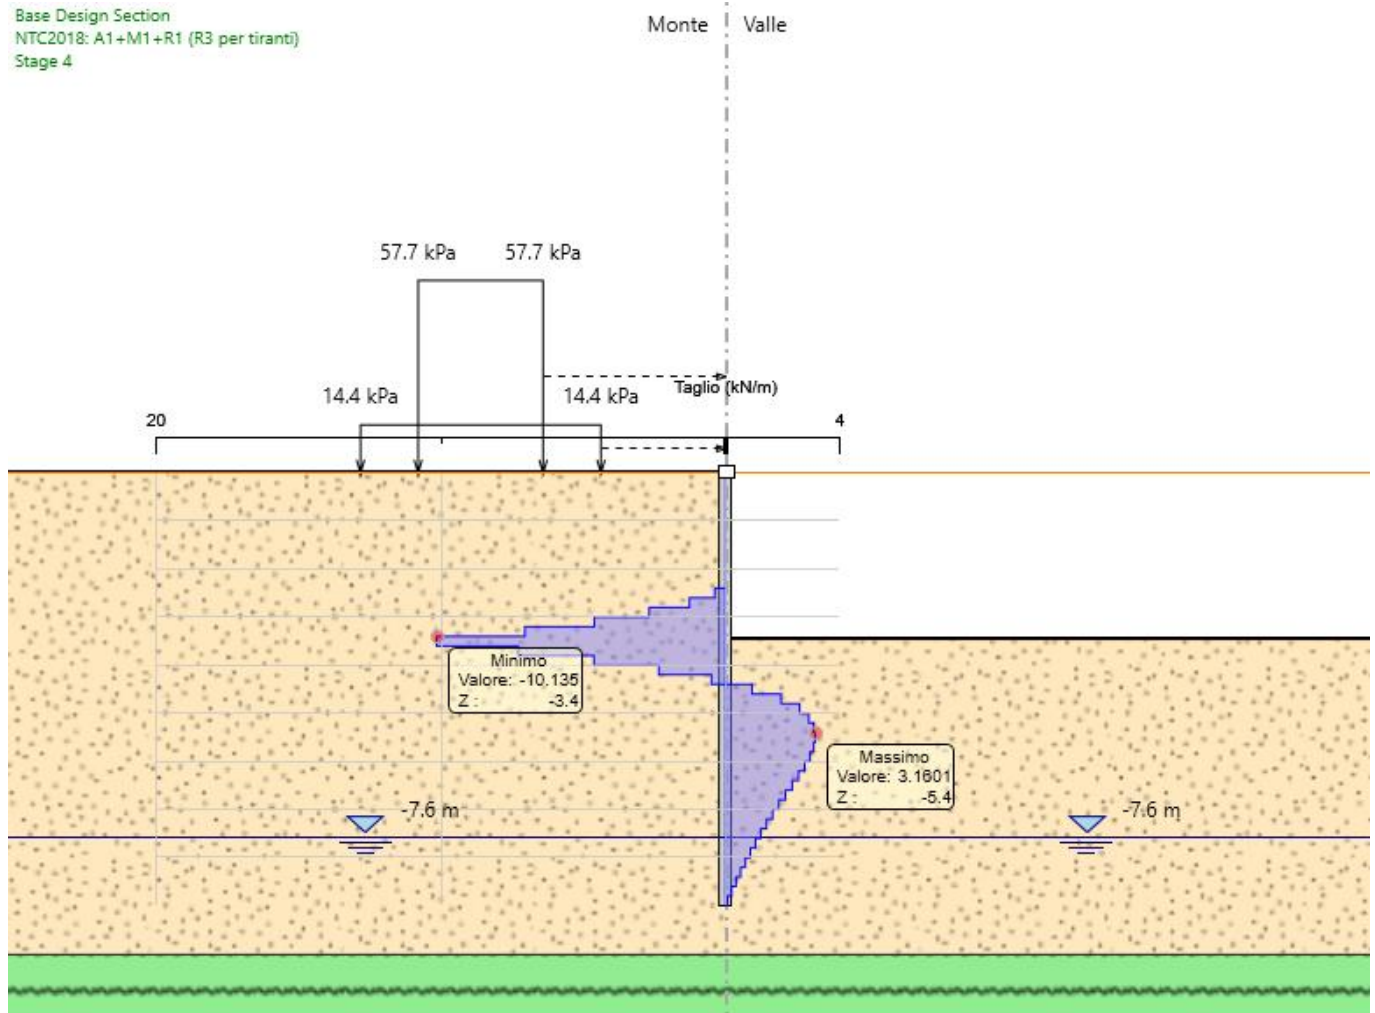 Base Design Section
NTC2018: A1+M1+R1 (R3 per tiranti)
Stage 4
Monte Valle
57.7 kPa 57.7 kPa
14.4 kPa 14.4 kPa
Taglio (kN/m)
20 4
Minimo
Valore: -10.135
Z : -3.4
Massimo
Valore: 3.1601
Z : -5.4
-7.6 m -7.6 m